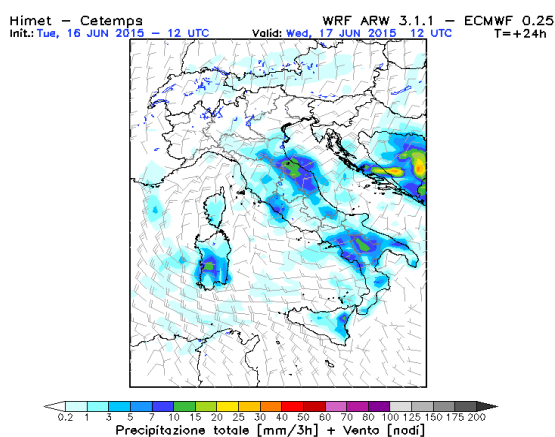 Himet – Cetemps WRF ARW 3.1.1 – ECMWF 0.25
Init.: Tue, 16 JUN 2015 – 12 UTC Valid: Wed, 17 JUN 2015 12 UTC T=+24h
0.2 1 3 5 7 10 15 20 25 30 40 50 60 70 80 100 125 150 175 200
Precipitazione totale [mm/3h] + Vento [nodi]